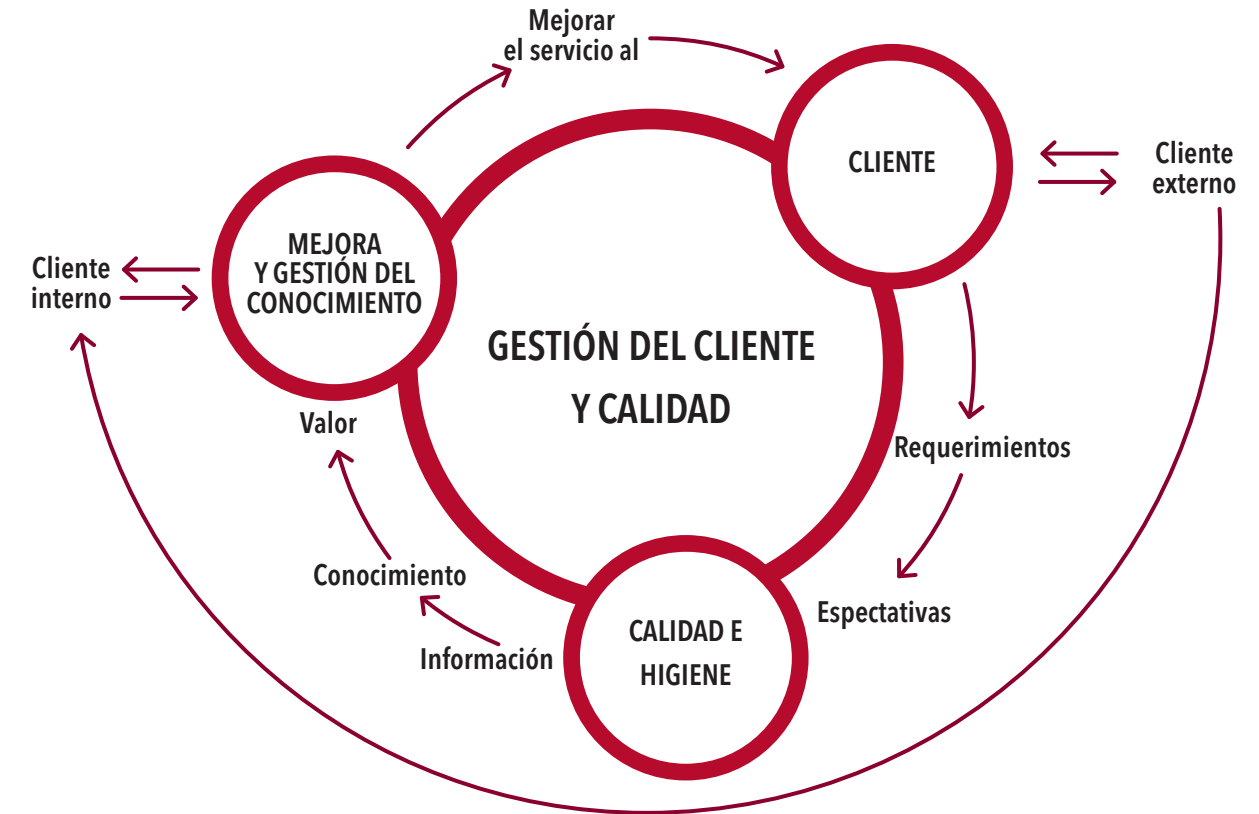 Mejorar
el servicio al
CLIENTE
Cliente
externo
MEJORA
Y GESTIÓN DEL
CONOCIMIENTO
Cliente
interno
GESTIÓN DEL CLIENTE
Y CALIDAD
Valor
Requerimientos
Conocimiento
Espectativas
Información
CALIDAD E
HIGIENE